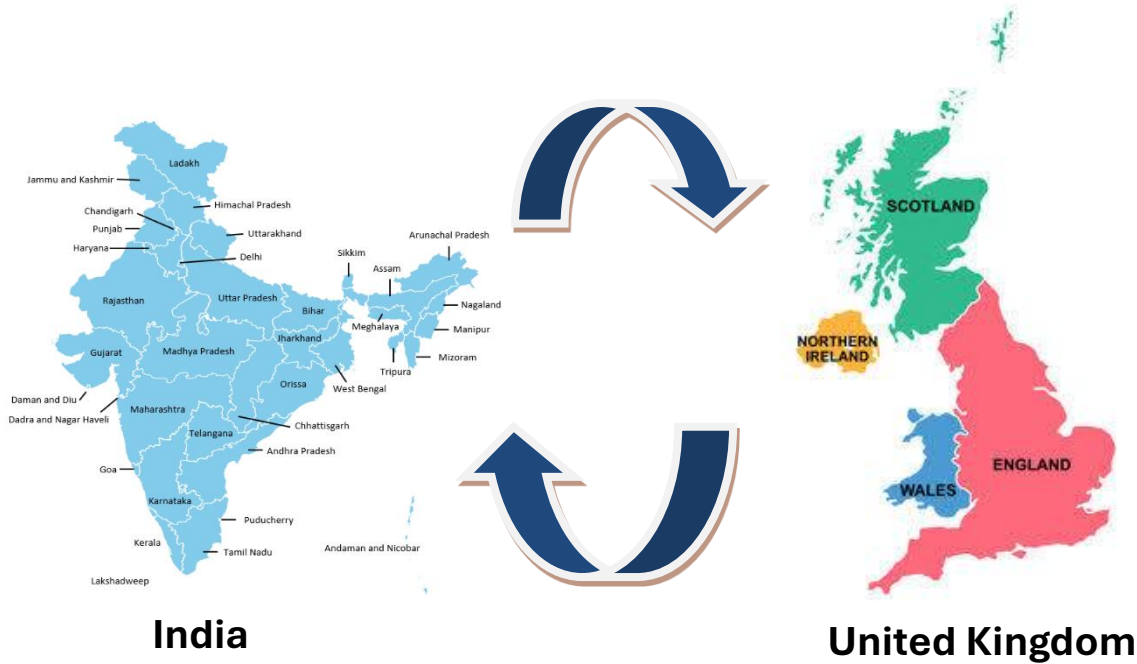 Ladakh
Jammu and Kashmir
Himachal Pradesh
Chandigarh
Punjab
Uttarakhand
Haryana
Delhi
Arunachal Pradesh
Sikkim
Assam
Rajasthan
Uttar Pradesh
Bihar
Nagaland
Meghalaya
Manipur
Jharkhand
Gujarat
Madhya Pradesh
Mizoram
Tripura
Orissa
West Bengal
Daman and Diu
Maharashtra
Dadra and Nagar Haveli
Chhattisgarh
Telangana
Andhra Pradesh
Goa
Karnataka
Puducherry
Kerala
Tamil Nadu
Andaman and Nicobar
Lakshadweep
India
SCOTLAND
NORTHERN
IRELAND
ENGLAND
WALES
United Kingdom